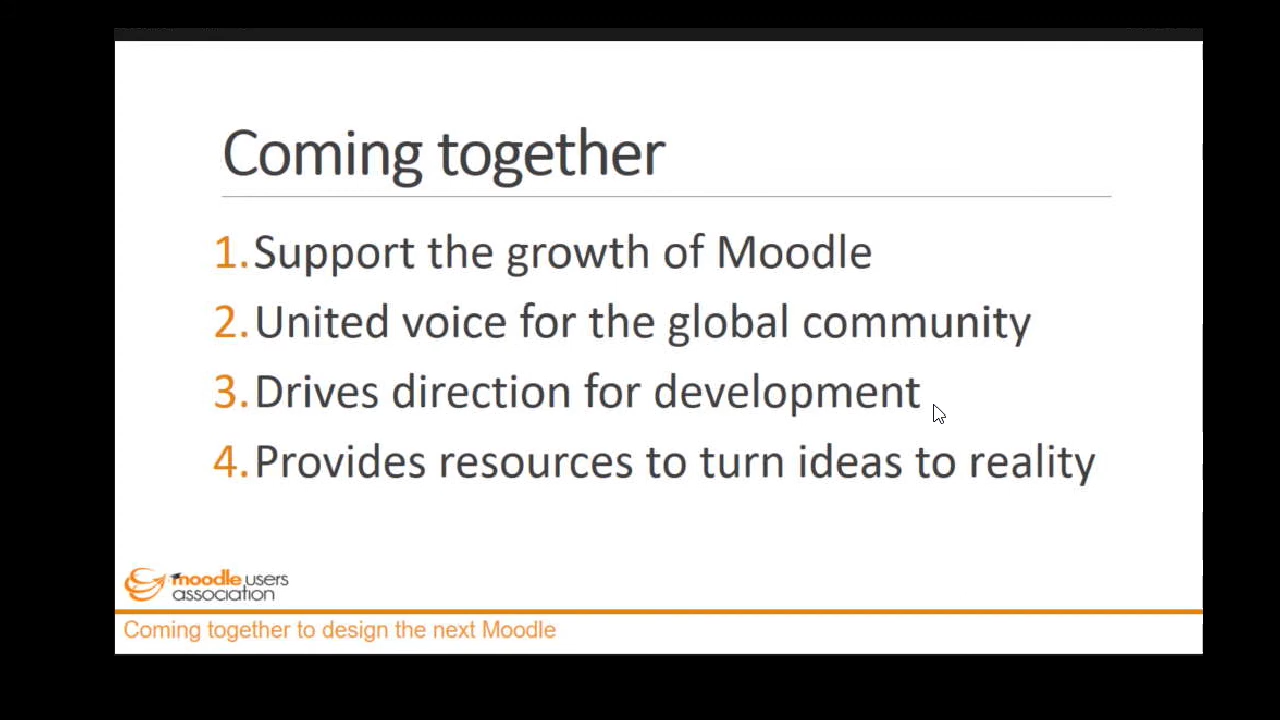 Coming together
1. Support the growth of Moodle
2. United voice for the global community
3. Drives direction for development
4. Provides resources to turn ideas to reality
moodle users
association
Coming together to design the next Moodle